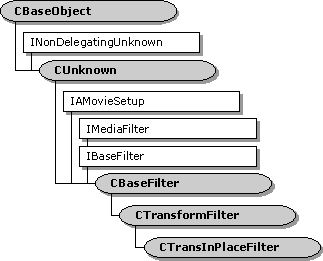 CBaseObject
INonDelegatingUnknown
CUnknown
IAMovieSetup
IMediaFilter
IBaseFilter
CBaseFilter
CTransformFilter
CTransInPlaceFilter